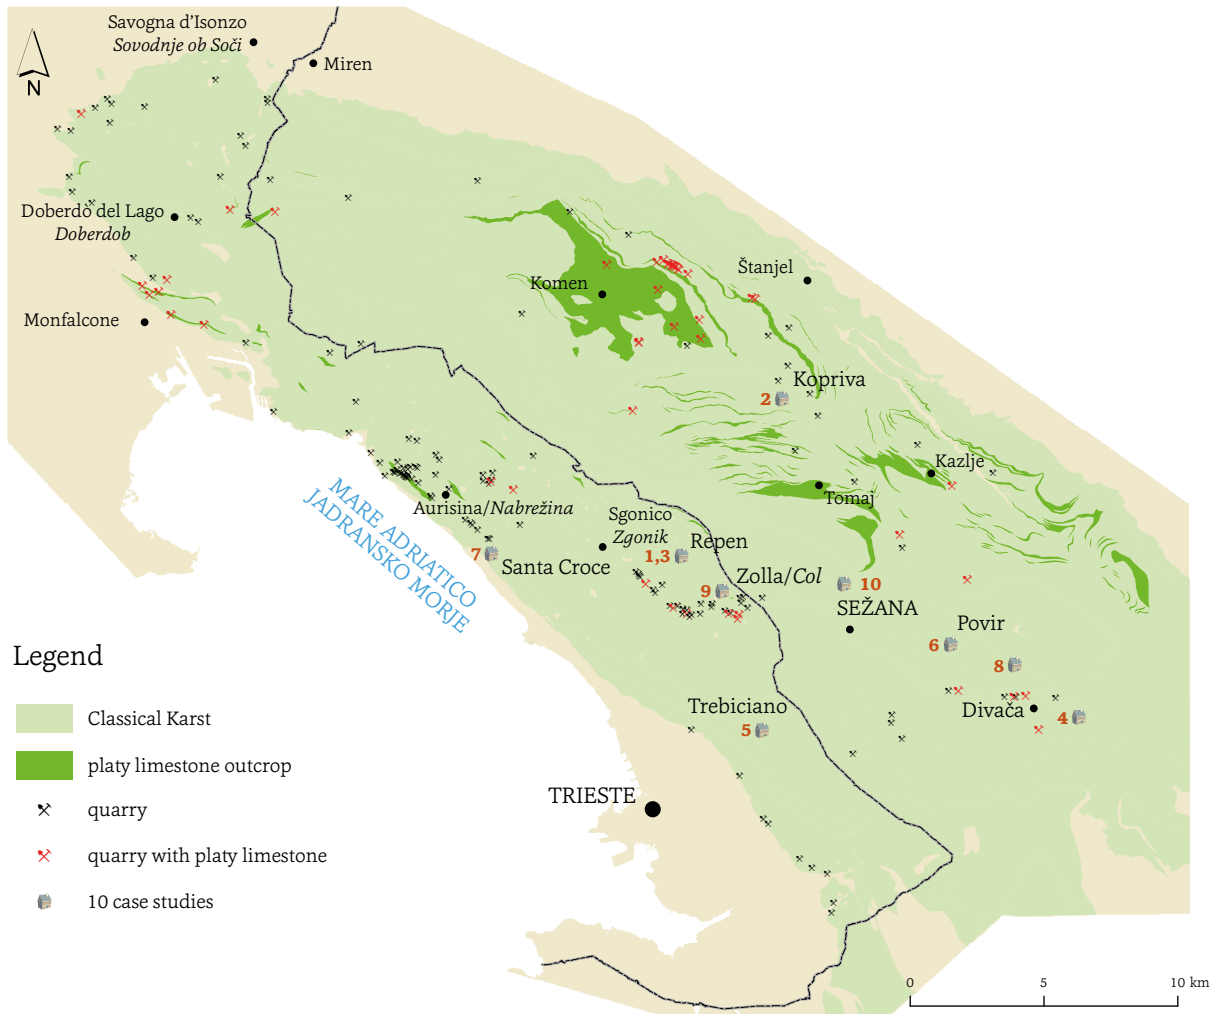 Savogna d’Isonzo
Sovodnje ob Soči
Miren
N
Doberdò del Lago
Doberdob
Štanjel
Komen
Monfalcone
Kopriva
2
Kazlje
Tomaj
Aurisina/Nabrežina
MARE ADRIATICO
JADRANSKO MORJE
Sgonico
Zgonik
Repen
1,3
7
Santa Croce
Zolla/Col
9
10
SEŽANA
Povir
6
8
Divača
4
Trebiciano
5
TRIESTE
Legend
Classical Karst
platy limestone outcrop
quarry
quarry with platy limestone
10 case studies
0 5 10 km